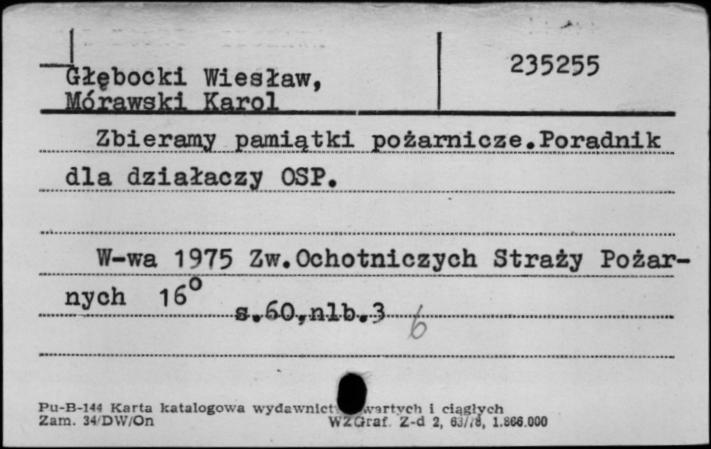 235255
Głębocki Wiesław,
Mórawski Karol
Zbieramy pamiątki pożarnicze.Poradnik
dla działaczy OSP.
W-wa 1975 Zw.Ochotniczych Straży Pożar-
nych 16⁰
s.60,nlb.3
6
Pu-B-144 Karta katalogowa wydawnict wartych i ciągłych
Zam. 34/DW/On WZGraf. Z-d 2, 63/78, 1.866.000